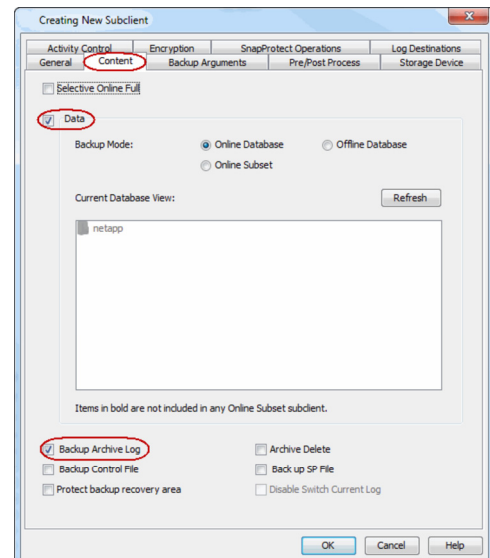 Creating New Subclient
Activity Control Encryption SnapProtect Operations Log Destinations
General Content Backup Arguments Pre/Post Process Storage Device
Selective Online Full
Data
Backup Mode: Online Database Offline Database
Online Subset
Current Database View: Refresh
netapp
Items in bold are not included in any Online Subset subclient.
Backup Archive Log Archive Delete
Backup Control File Back up SP File
Protect backup recovery area Disable Switch Current Log
OK Cancel Help